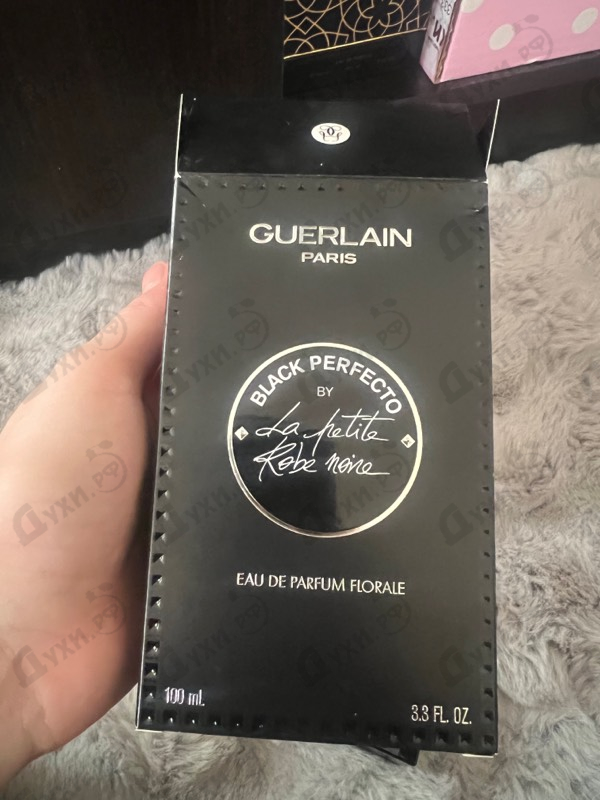 GUERLAIN
PARIS
BLACK PERFECTO
BY
La petite
Robe noire
EAU DE PARFUM FLORALE
100 mL
3.3 FL. OZ.
Духи.рф